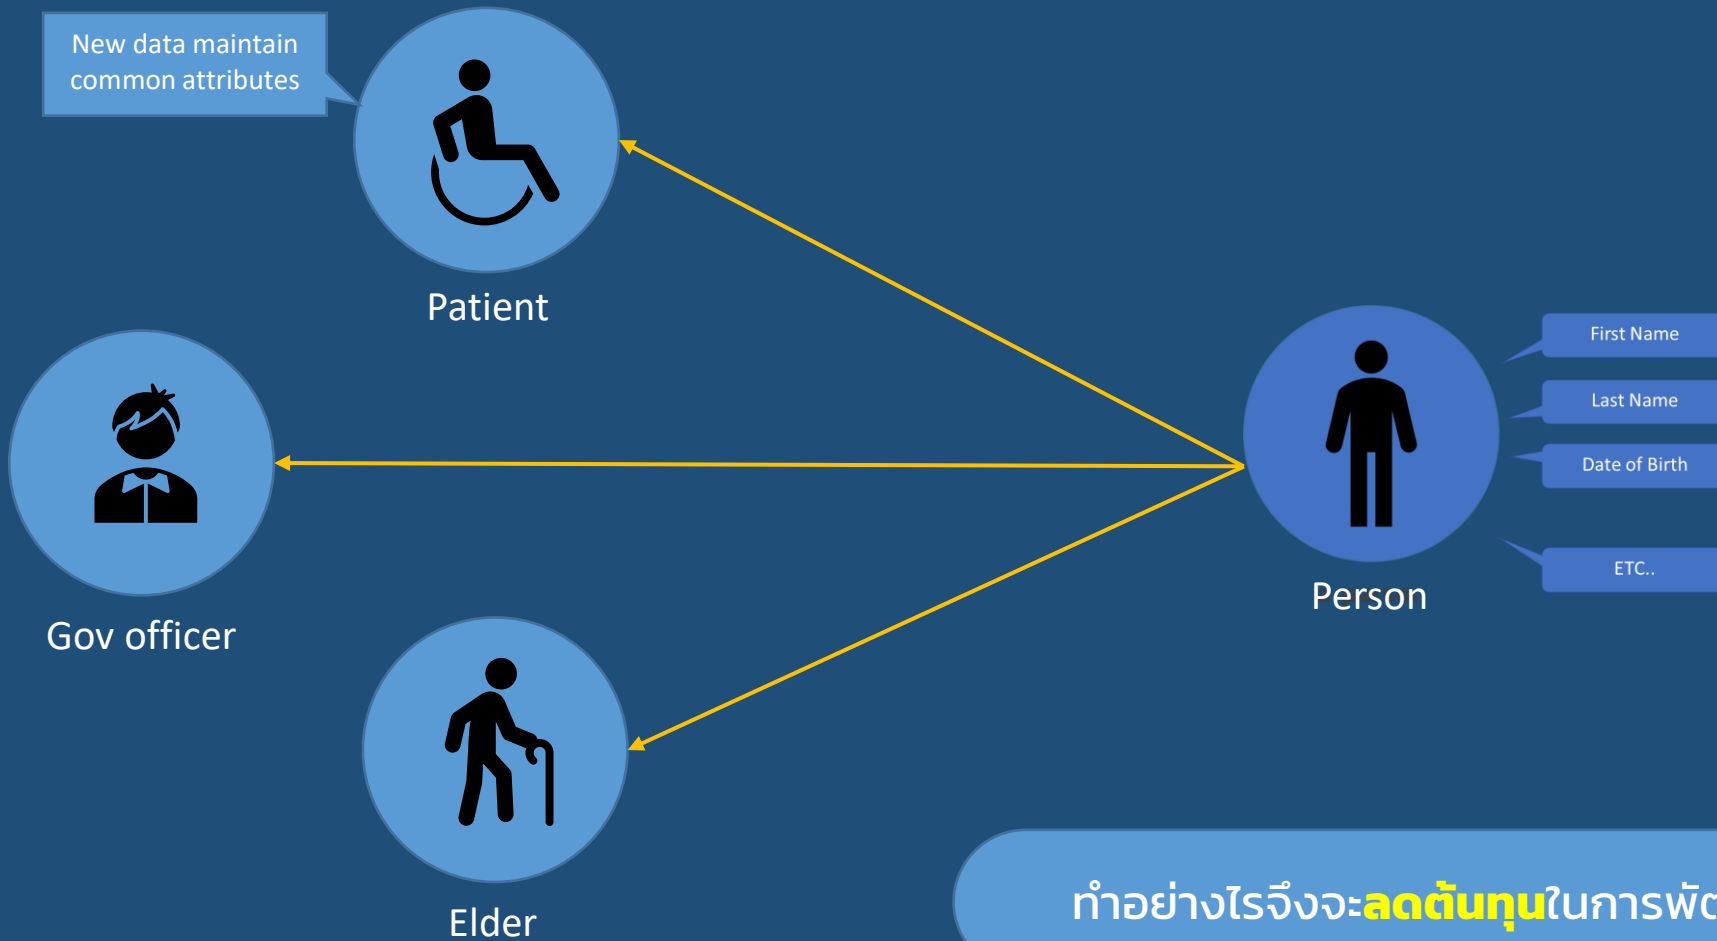 New data maintain
common attributes
Patient
Gov officer
Elder
First Name
Last Name
Date of Birth
ETC..
Person
ทำอย่างไรจึงจะลดต้นทุนในการพัต